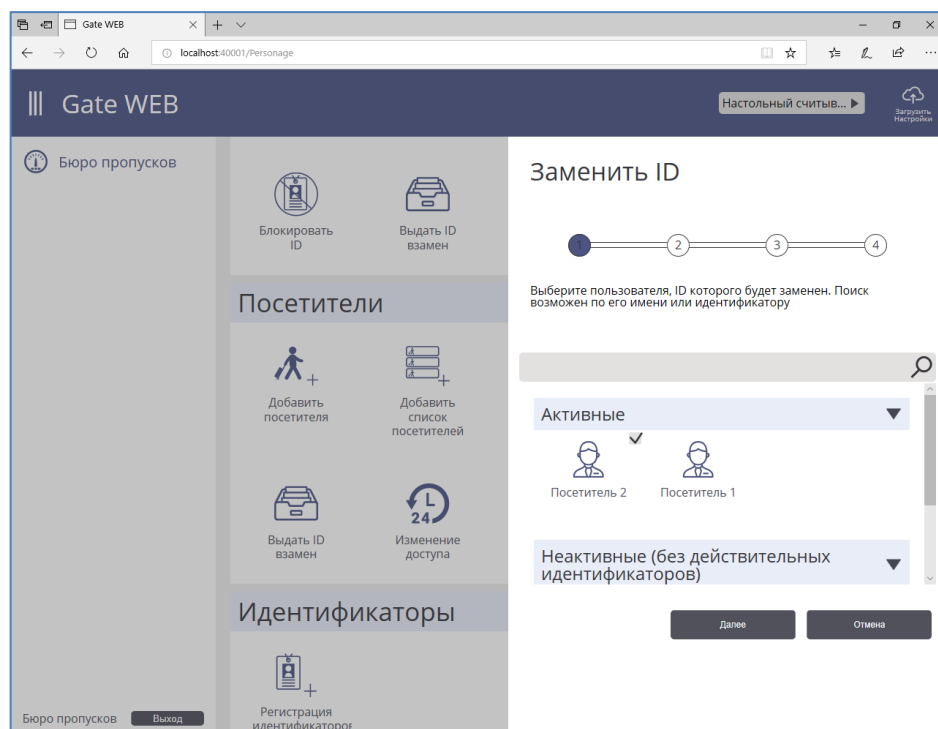 Gate WEB
localhost:40001/Personage
Gate WEB
Настольный считыв...
Загрузить
Настройки
Бюро пропусков
Блокировать
ID
Выдать ID
взамен
Посетители
Добавить
посетителя
Добавить
список
посетителей
24
Выдать ID
взамен
Изменение
доступа
Идентификаторы
Регистрация
идентификаторов
Бюро пропусков
Выход
Заменить ID
1
2
3
4
Выберите пользователя, ID которого будет заменен. Поиск
возможен по его имени или идентификатору
Активные
Посетитель 2
Посетитель 1
Неактивные (без действительных
идентификаторов)
Далее
Отмена